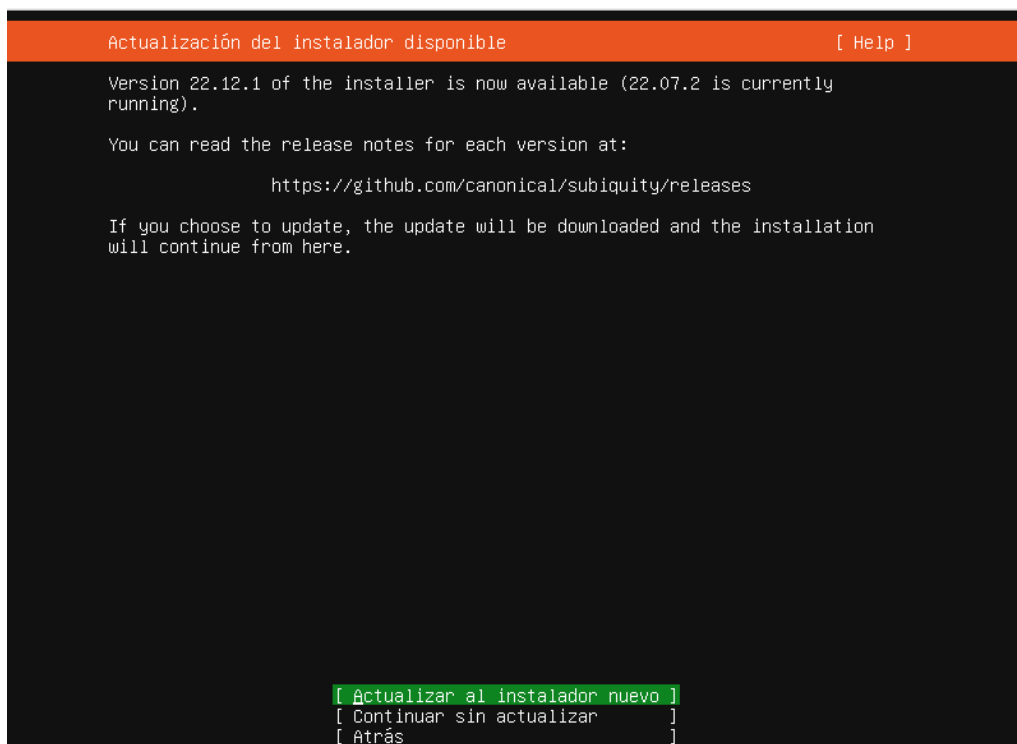 Actualización del instalador disponible [ Help ]
Version 22.12.1 of the installer is now available (22.07.2 is currently
running).
You can read the release notes for each version at:
https://github.com/canonical/subiquity/releases
If you choose to update, the update will be downloaded and the installation
will continue from here.
[ Actualizar al instalador nuevo ]
[ Continuar sin actualizar ]
[ Atrás ]